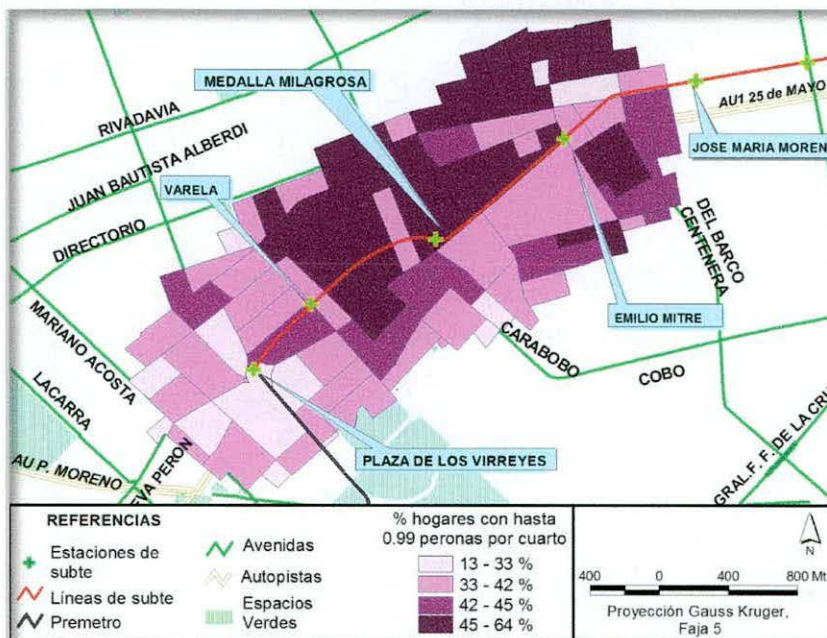 MEDALLA MILAGROSA
RIVADAVIA
AU1 25 de MAYO
JUAN BAUTISTA ALBERDI
JOSE MARIA MOREN
VARELA
DIRECTORIO
DEL BARCO
CENTENERA
MARIANO ACOSTA
EMILIO MITRE
CARABOBO
COBO
LACARRA
PLAZA DE LOS VIRREYES
AU P. MORENO
EVA PERON
GRAL. F. F. DE LA CRU
REFERENCIAS
Estaciones de
subte
Líneas de subte
Premetro
Avenidas
Autopistas
Espacios
Verdes
% hogares con hasta
0.99 peronas por cuarto
13 - 33 %
33 - 42 %
42 - 45 %
45 - 64 %
N
400 0 400 800 Mt
Proyección Gauss Kruger,
Faja 5